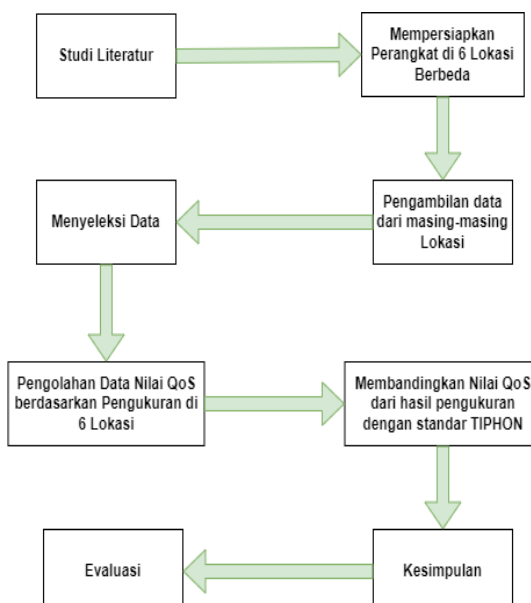 Studi Literatur
Mempersiapkan
Perangkat di 6 Lokasi
Berbeda
Pengambilan data
dari masing-masing
Lokasi
Menyeleksi Data
Pengolahan Data Nilai QoS
berdasarkan Pengukuran di
6 Lokasi
Membandingkan Nilai QoS
dari hasil pengukuran
dengan standar TIPHON
Kesimpulan
Evaluasi